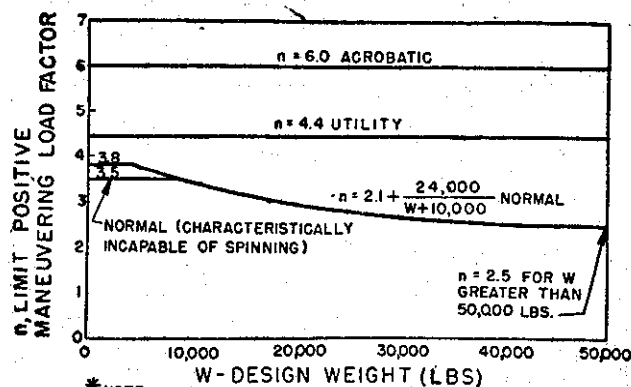 n, LIMIT POSITIVE
MANEUVERING LOAD FACTOR
7
6
5
4
3
2
1
0
n = 6.0 ACROBATIC
n = 4.4 UTILITY
3.8
3.5
n = 2.1 + 24,000 / W+10,000 NORMAL
NORMAL (CHARACTERISTICALLY
INCAPABLE OF SPINNING)
n = 2.5 FOR W
GREATER THAN
50,000 LBS.
0
10,000
20,000
30,000
40,000
50,000
W-DESIGN WEIGHT (LBS)
*NOTE